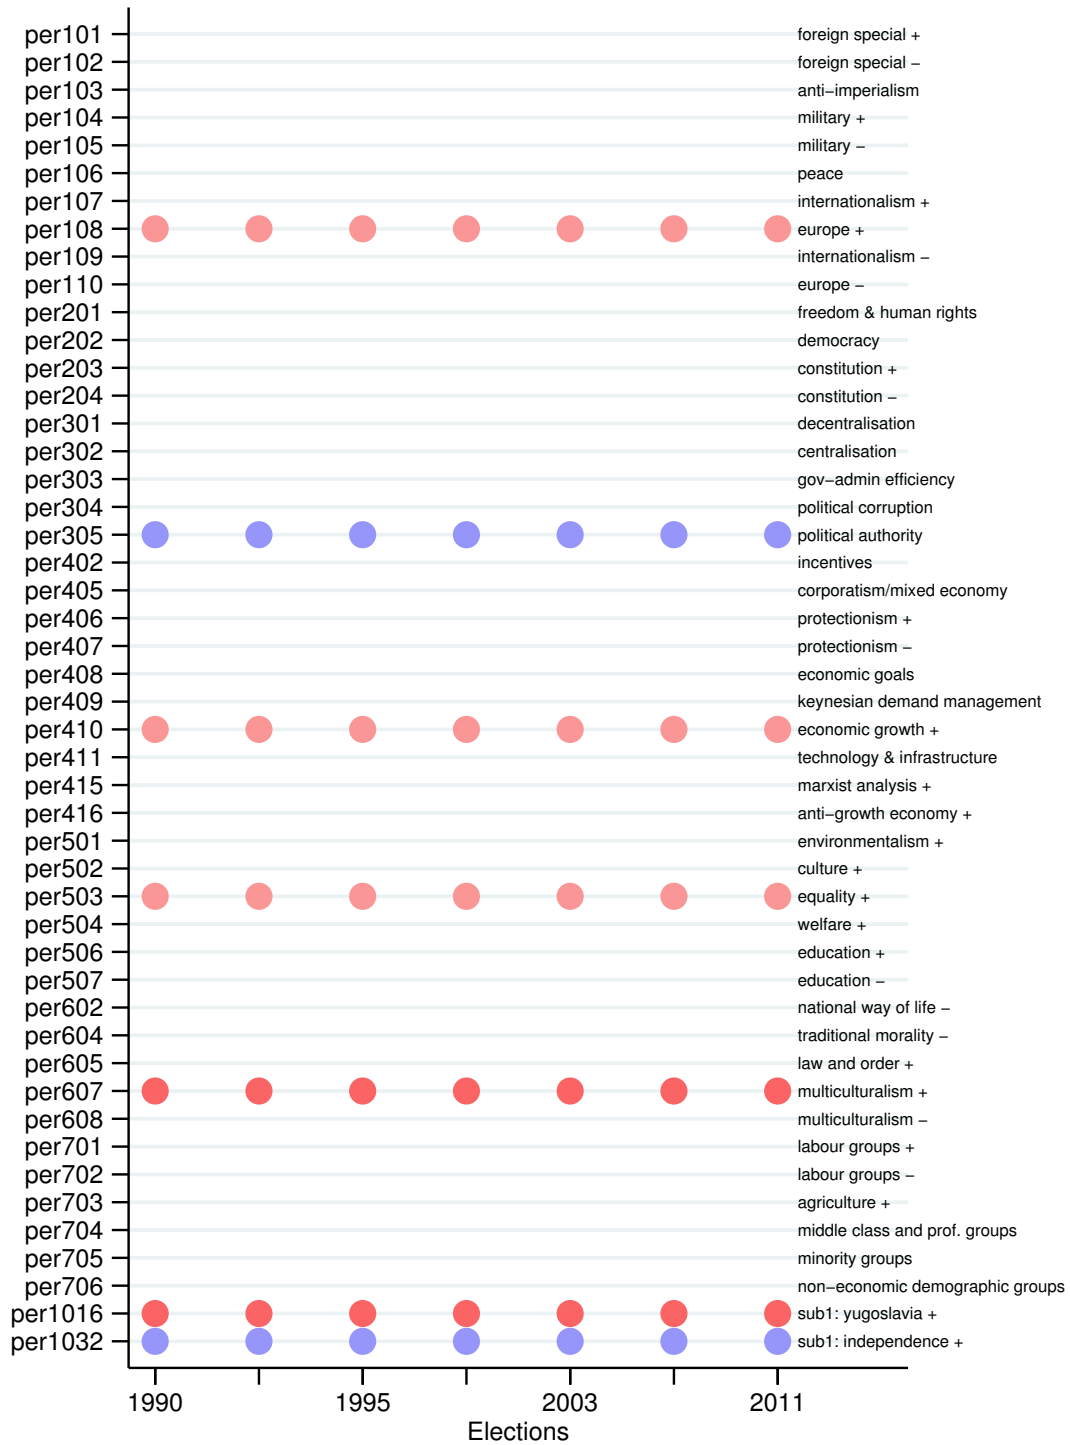 per101 foreign special +
per102 foreign special −
per103 anti−imperialism
per104 military +
per105 military −
per106 peace
per107 internationalism +
per108 europe +
per109 internationalism −
per110 europe −
per201 freedom & human rights
per202 democracy
per203 constitution +
per204 constitution −
per301 decentralisation
per302 centralisation
per303 gov−admin efficiency
per304 political corruption
per305 political authority
per402 incentives
per405 corporatism/mixed economy
per406 protectionism +
per407 protectionism −
per408 economic goals
per409 keynesian demand management
per410 economic growth +
per411 technology & infrastructure
per415 marxist analysis +
per416 anti−growth economy +
per501 environmentalism +
per502 culture +
per503 equality +
per504 welfare +
per506 education +
per507 education −
per602 national way of life −
per604 traditional morality −
per605 law and order +
per607 multiculturalism +
per608 multiculturalism −
per701 labour groups +
per702 labour groups −
per703 agriculture +
per704 middle class and prof. groups
per705 minority groups
per706 non−economic demographic groups
per1016 sub1: yugoslavia +
per1032 sub1: independence +
1990 1995 2003 2011
Elections